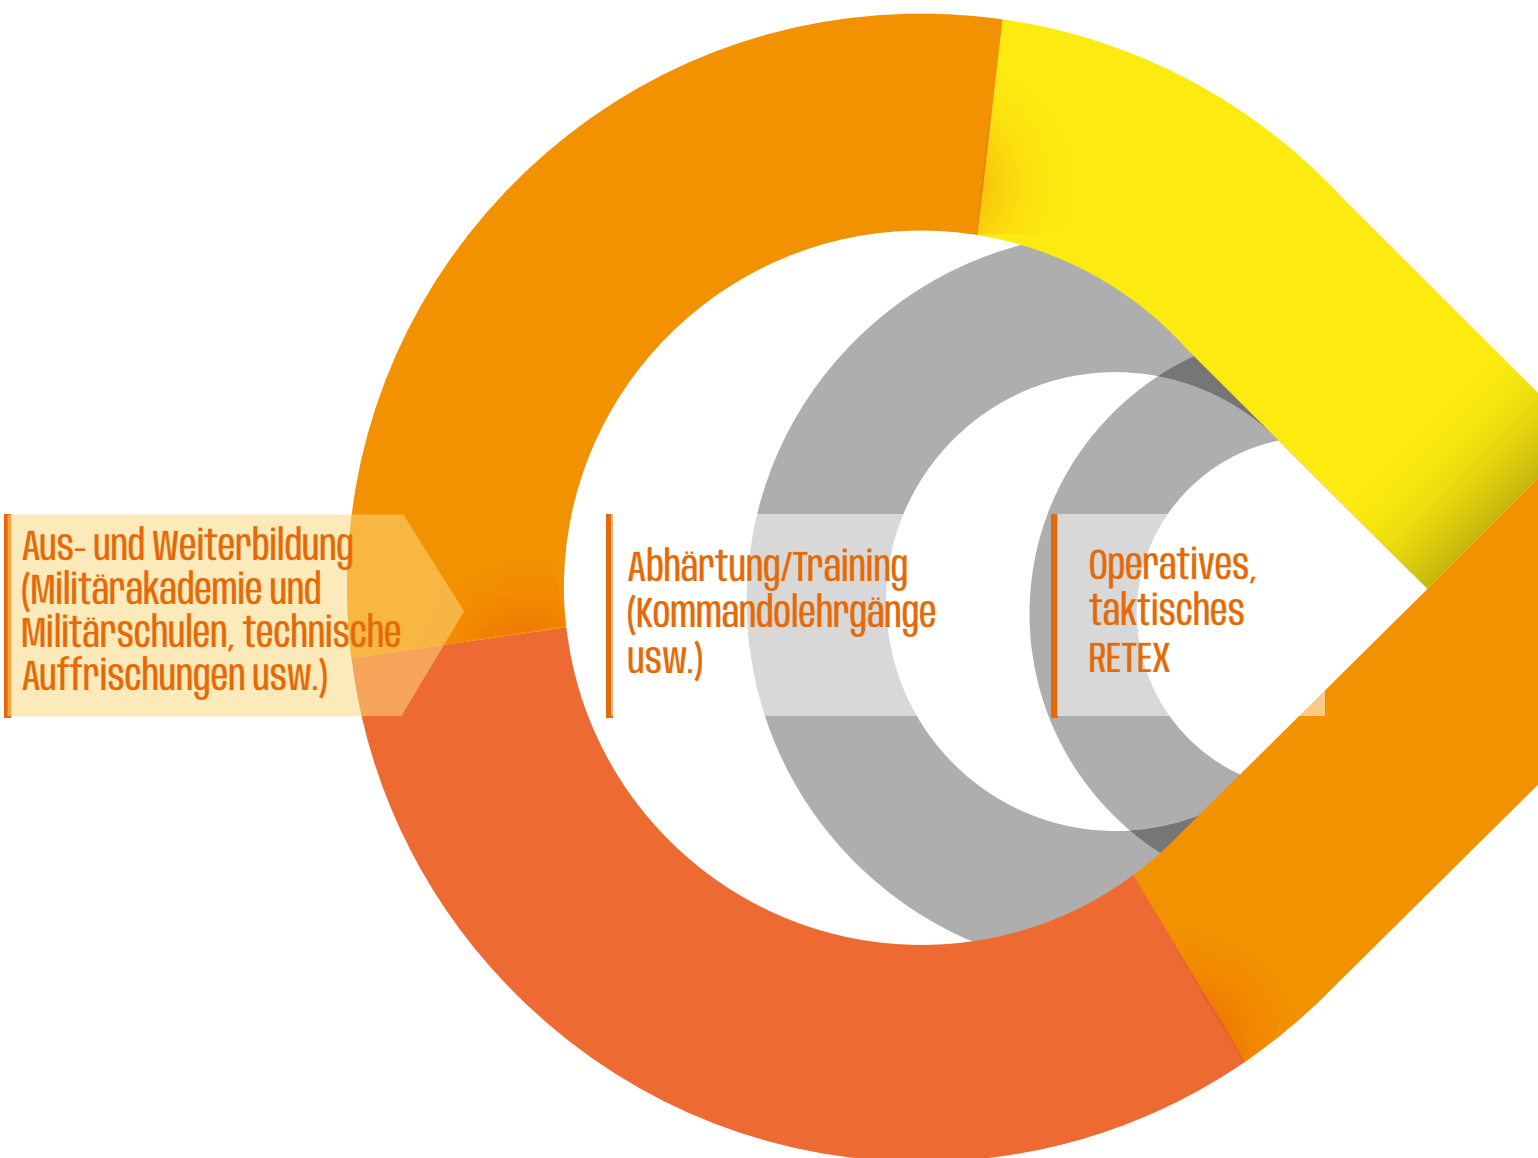 Aus- und Weiterbildung
(Militärakademie und
Militärschulen, technische
Auffrischungen usw.)
Abhärtung/Training
(Kommandolehrgänge
usw.)
Operatives,
taktisches
RETEX